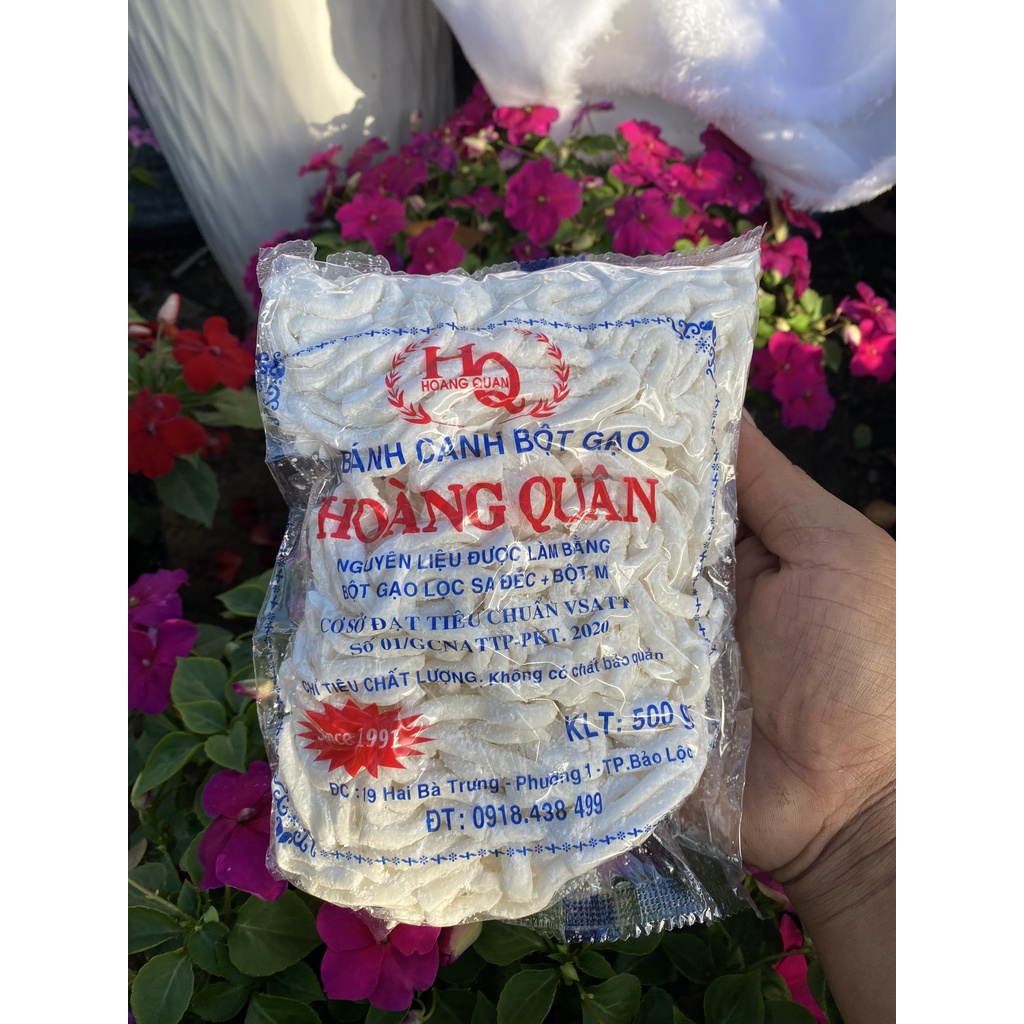 HQ
HOANG QUAN
BÁNH CANH BỘT GẠO
HOÀNG QUÂN
NGUYÊN LIỆU ĐƯỢC LÀM BẰNG
BỘT GẠO LỌC SA ĐÉC + BỘT M
CƠ SỞ ĐẠT TIÊU CHUẨN VSATT
SỐ 01/GCNATTP-PKT. 2020
CHỈ TIÊU CHẤT LƯỢNG. Không có chất bảo quản
Since 1991
KLT: 500 g
ĐC : 19 Hai Bà Trưng - Phường 1 - TP.Bảo Lộc
ĐT : 0918.438 499